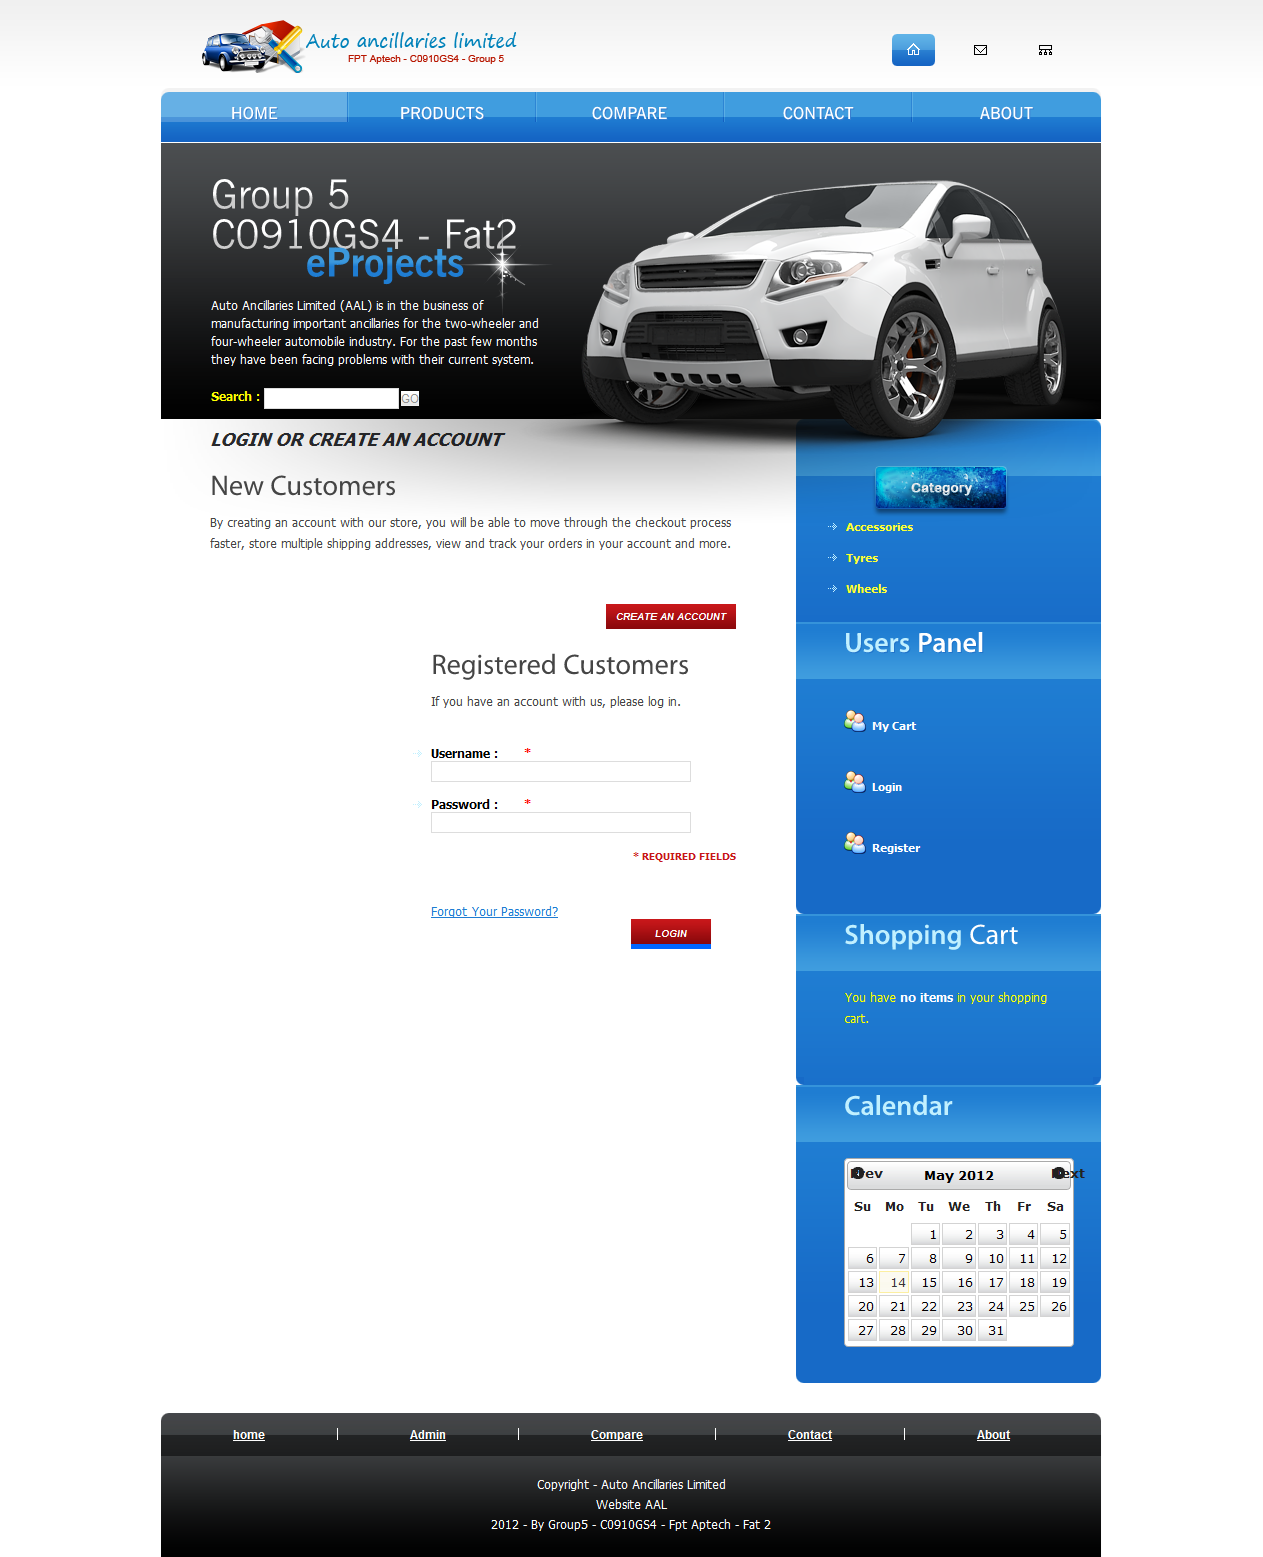 Auto ancillaries limited
FPT Aptech - C0910GS4 - Group 5
HOME PRODUCTS COMPARE CONTACT ABOUT
Group 5
C0910GS4 - Fat2
eProjects
Auto Ancillaries Limited (AAL) is in the business of
manufacturing important ancillaries for the two-wheeler and
four-wheeler automobile industry. For the past few months
they have been facing problems with their current system.
Search : GO
LOGIN OR CREATE AN ACCOUNT
New Customers
By creating an account with our store, you will be able to move through the checkout process
faster, store multiple shipping addresses, view and track your orders in your account and more.
CREATE AN ACCOUNT
Registered Customers
If you have an account with us, please log in.
Username : *
Password : *
* REQUIRED FIELDS
Forgot Your Password?
LOGIN
Category
Accessories
Tyres
Wheels
Users Panel
My Cart
Login
Register
Shopping Cart
You have no items in your shopping
cart.
Calendar
Prev May 2012 Next
Su Mo Tu We Th Fr Sa
1 2 3 4 5
6 7 8 9 10 11 12
13 14 15 16 17 18 19
20 21 22 23 24 25 26
27 28 29 30 31
home Admin Compare Contact About
Copyright - Auto Ancillaries Limited
Website AAL
2012 - By Group5 - C0910GS4 - Fpt Aptech - Fat 2